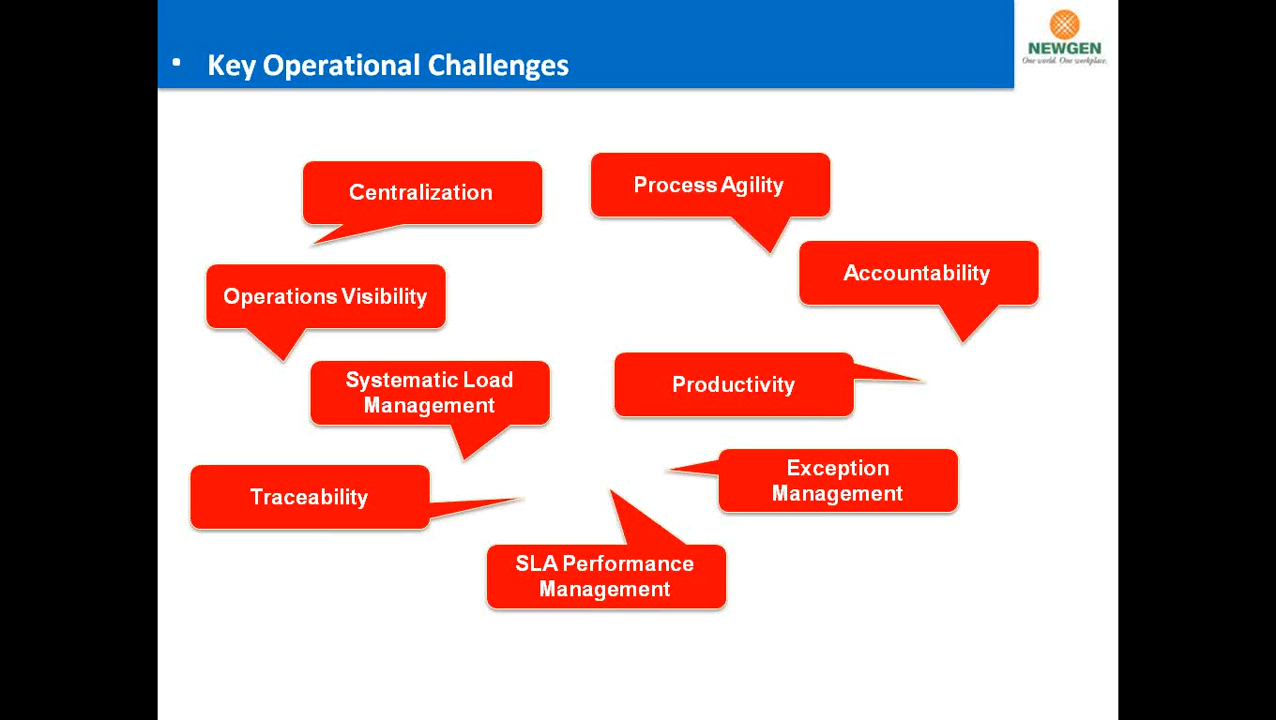 • Key Operational Challenges
NEWGEN
One world. One workplace.
Centralization
Process Agility
Accountability
Operations Visibility
Systematic Load
Management
Productivity
Exception
Management
Traceability
SLA Performance
Management